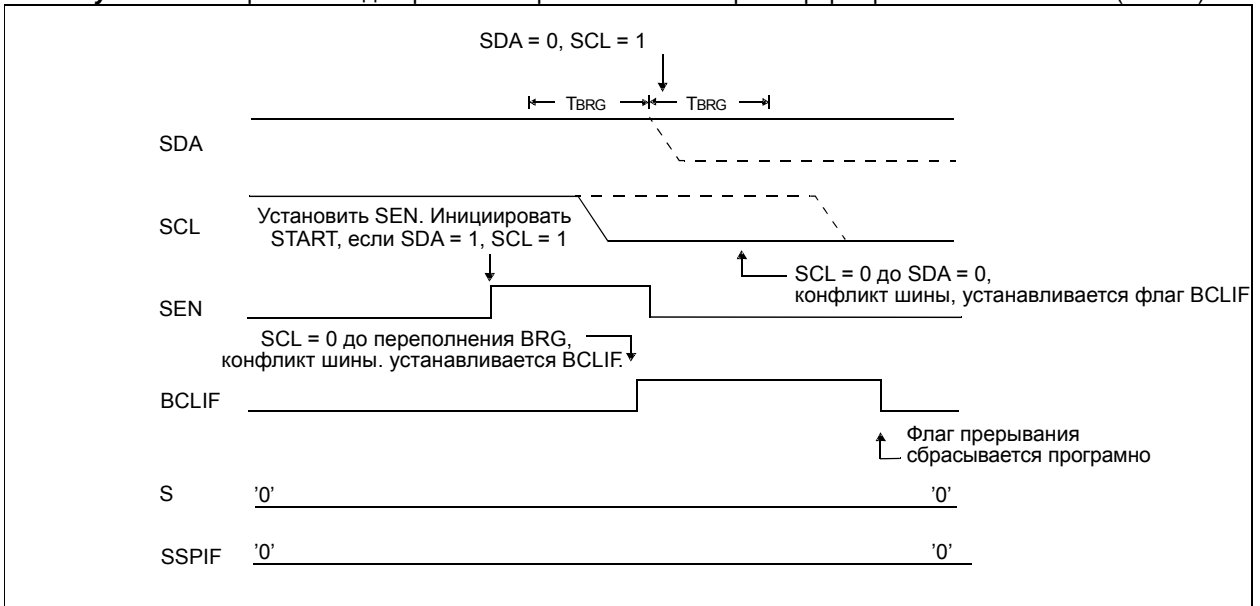 SDA = 0, SCL = 1
TBRG TBRG
SDA
SCL
Установить SEN. Инициировать
START, если SDA = 1, SCL = 1
SCL = 0 до SDA = 0,
конфликт шины, устанавливается флаг BCLIF
SEN
SCL = 0 до переполнения BRG,
конфликт шины. устанавливается BCLIF.
BCLIF
Флаг прерывания
сбрасывается програмно
S '0' '0'
SSPIF '0' '0'